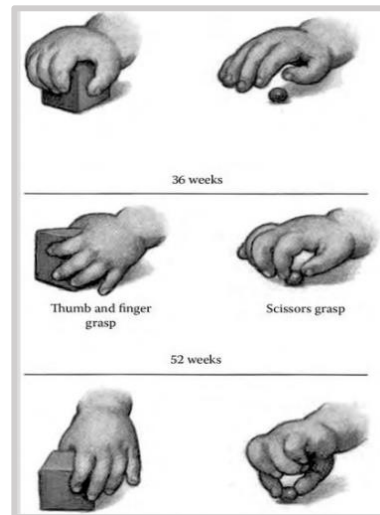 36 weeks
Thumb and finger
grasp
Scissors grasp
52 weeks